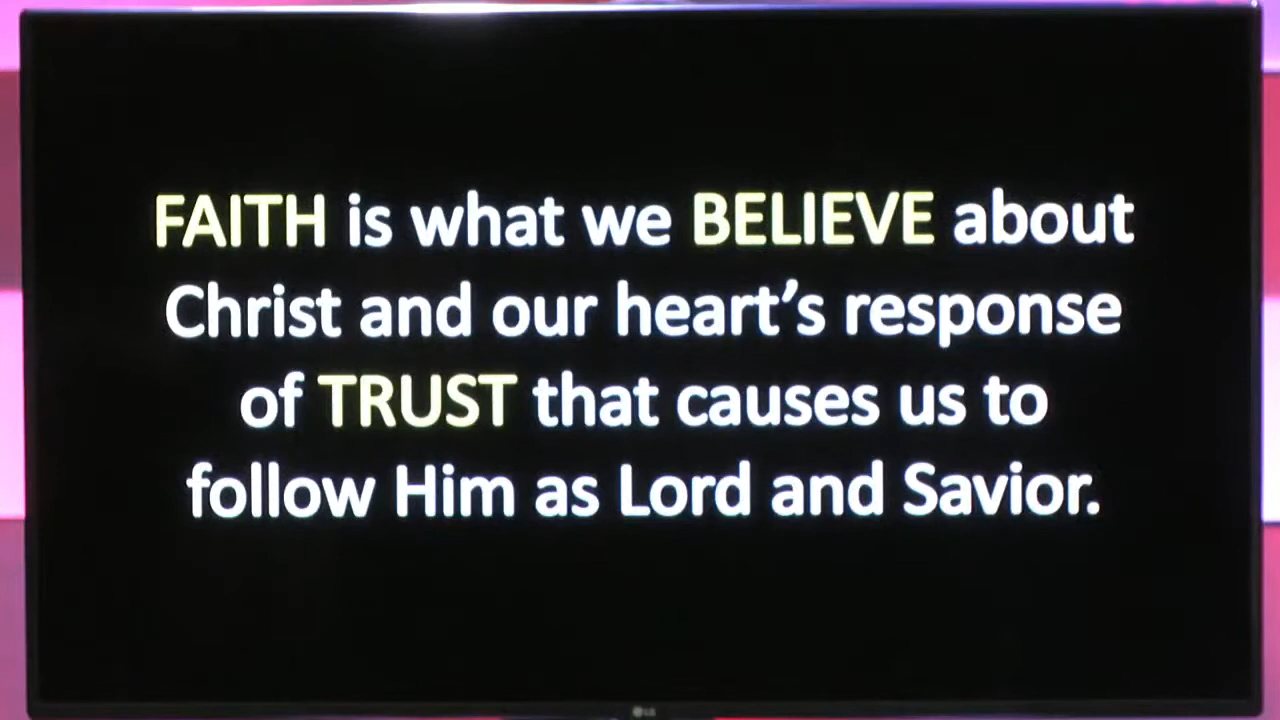 FAITH is what we BELIEVE about
Christ and our heart’s response
of TRUST that causes us to
follow Him as Lord and Savior.
LG